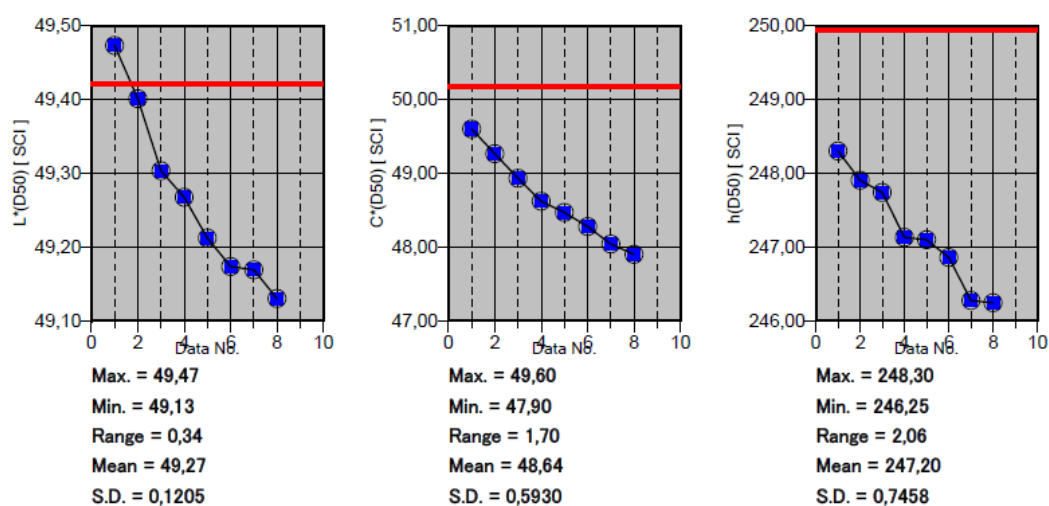 49,50
49,40
49,30
49,20
49,10
L*(D50) [ SCI ]
0 2 4 6 8 10
Data No.
Max. = 49,47
Min. = 49,13
Range = 0,34
Mean = 49,27
S.D. = 0,1205
51,00
50,00
49,00
48,00
47,00
C*(D50) [ SCI ]
0 2 4 6 8 10
Data No.
Max. = 49,60
Min. = 47,90
Range = 1,70
Mean = 48,64
S.D. = 0,5930
250,00
249,00
248,00
247,00
246,00
h(D50) [ SCI ]
0 2 4 6 8 10
Data No.
Max. = 248,30
Min. = 246,25
Range = 2,06
Mean = 247,20
S.D. = 0,7458